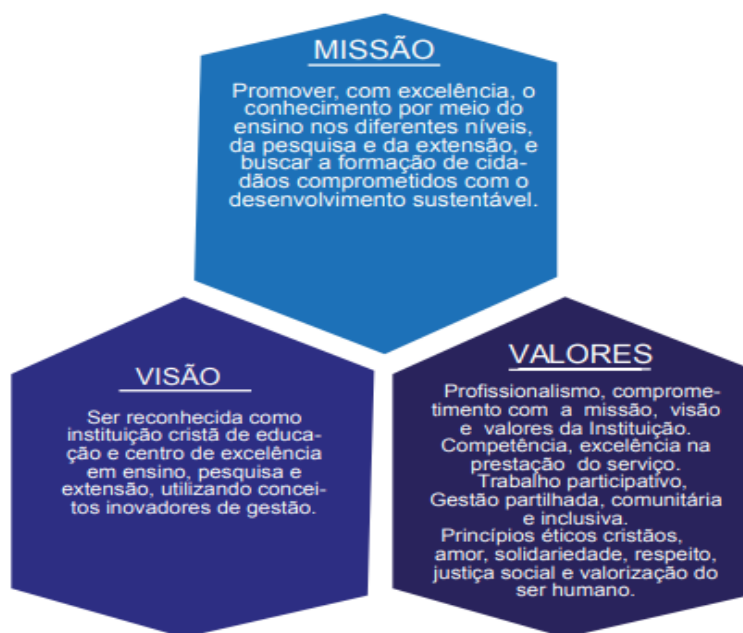 MISSÃO
Promover, com excelência, o
conhecimento por meio do
ensino nos diferentes níveis,
da pesquisa e da extensão, e
buscar a formação de cida-
dãos comprometidos com o
desenvolvimento sustentável.
VISÃO
Ser reconhecida como
instituição cristã de educa-
ção e centro de excelência
em ensino, pesquisa e
extensão, utilizando concei-
tos inovadores de gestão.
VALORES
Profissionalismo, comprome-
timento com a missão, visão
e valores da Instituição.
Competência, excelência na
prestação do serviço.
Trabalho participativo,
Gestão partilhada, comunitária
e inclusiva.
Princípios éticos cristãos,
amor, solidariedade, respeito,
justiça social e valorização do
ser humano.